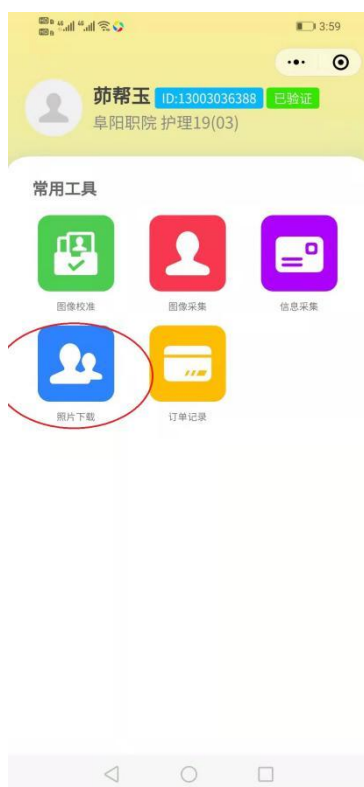 3:59
茆帮玉 ID:13003036388 已验证
阜阳职院 护理19(03)
常用工具
图像校准 图像采集 信息采集
照片下载 订单记录